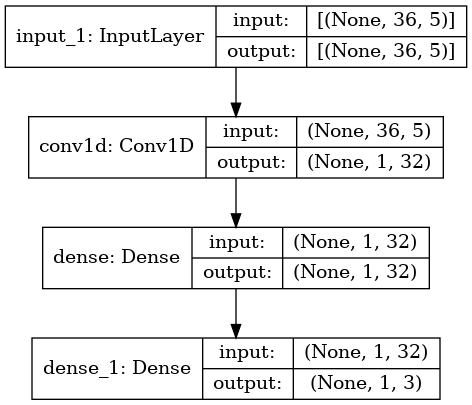 input_1: InputLayer
input: [(None, 36, 5)]
output: [(None, 36, 5)]
conv1d: Conv1D
input: (None, 36, 5)
output: (None, 1, 32)
dense: Dense
input: (None, 1, 32)
output: (None, 1, 32)
dense_1: Dense
input: (None, 1, 32)
output: (None, 1, 3)